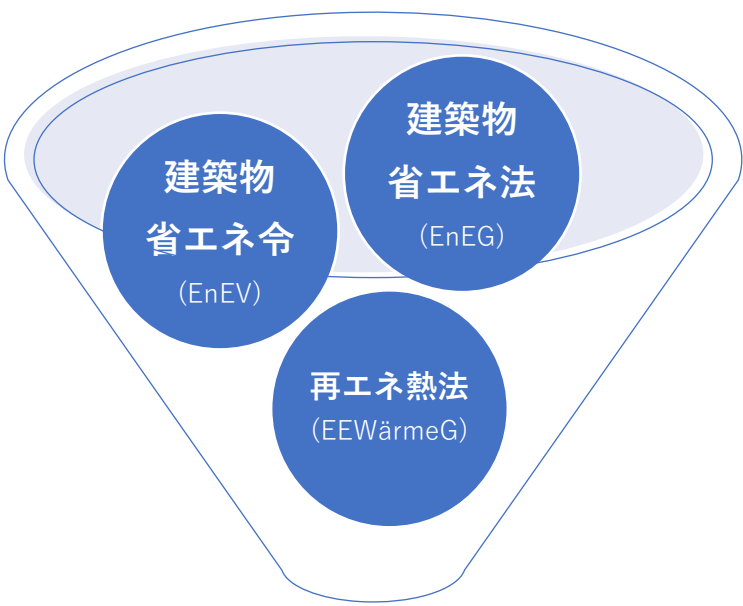 建築物
省エネ令
(EnEV)
建築物
省エネ法
(EnEG)
再エネ熱法
(EEWärmeG)